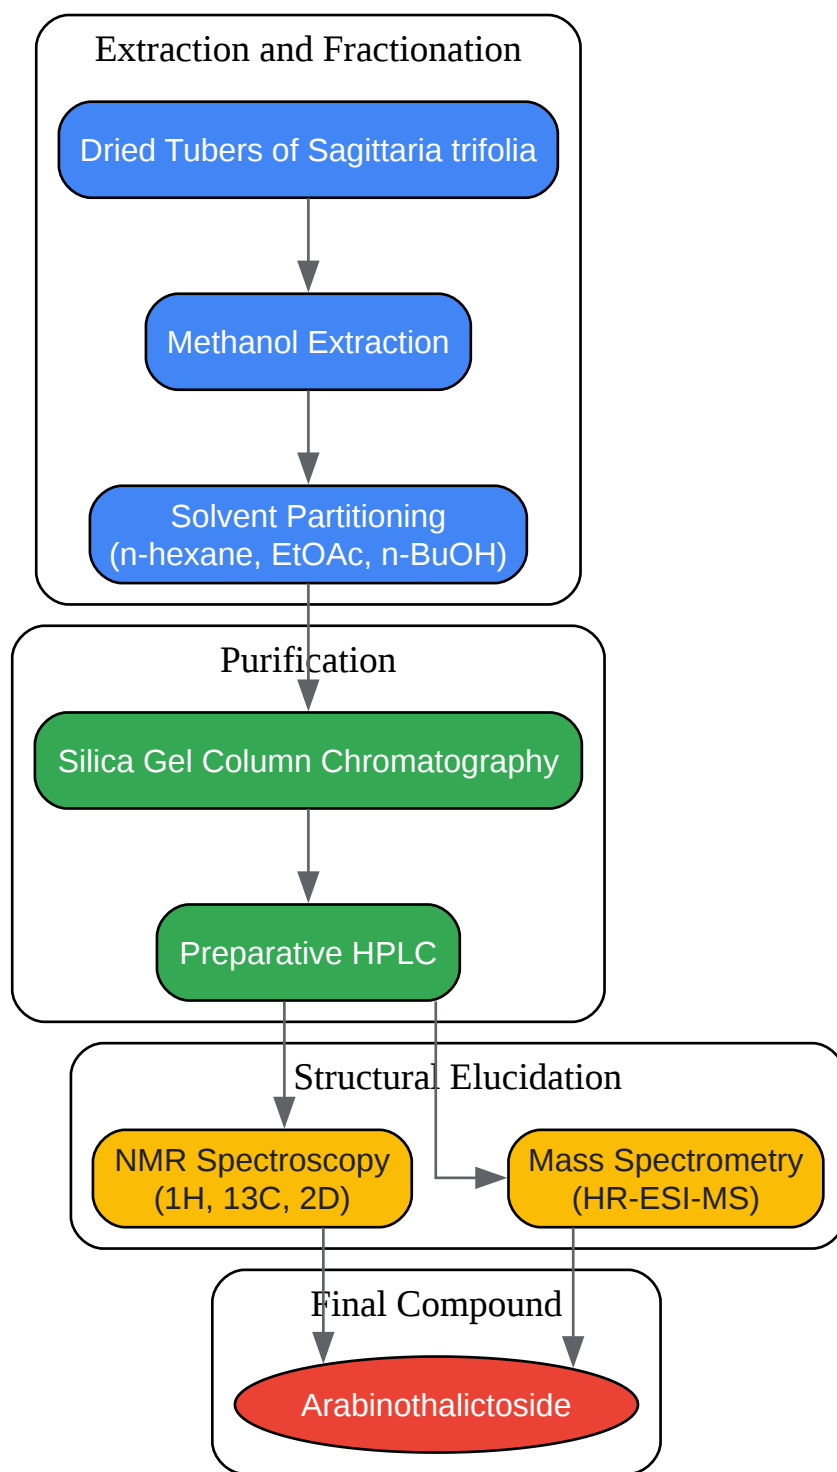 Extraction and Fractionation
Dried Tubers of Sagittaria trifolia
Methanol Extraction
Solvent Partitioning
(n-hexane, EtOAc, n-BuOH)
Purification
Silica Gel Column Chromatography
Preparative HPLC
Structural Elucidation
NMR Spectroscopy
(1H, 13C, 2D)
Mass Spectrometry
(HR-ESI-MS)
Final Compound
Arabinothalictoside